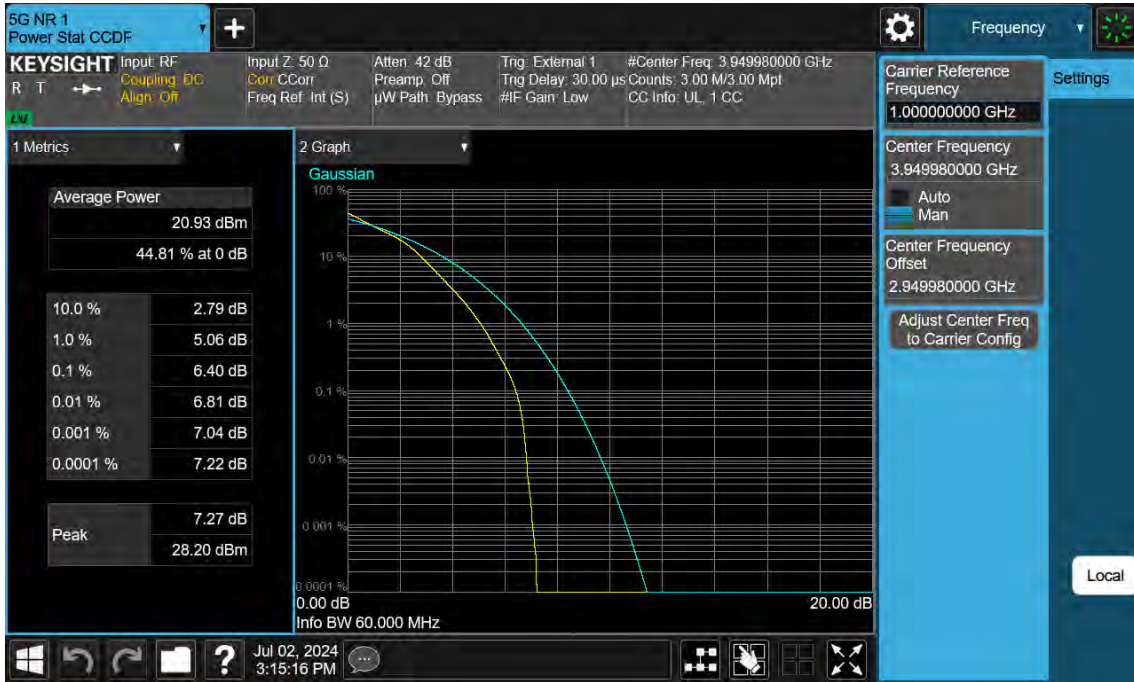 5G NR 1
Power Stat CCDF
+
Frequency
KEYSIGHT
R T
LXI
Input: RF
Coupling: DC
Align: Off
Input Z: 50 Ω
Corr CCorr
Freq Ref: Int (S)
Atten: 42 dB
Preamp: Off
µW Path: Bypass
Trig: External 1
Trig Delay: 30.00 µs
#IF Gain: Low
#Center Freq: 3.949980000 GHz
Counts: 3.00 M/3.00 Mpt
CC Info: UL, 1 CC
1 Metrics
Average Power
20.93 dBm
44.81 % at 0 dB
10.0 % 2.79 dB
1.0 % 5.06 dB
0.1 % 6.40 dB
0.01 % 6.81 dB
0.001 % 7.04 dB
0.0001 % 7.22 dB
Peak
7.27 dB
28.20 dBm
2 Graph
Gaussian
100 %
10 %
1 %
0.1 %
0.01 %
0.001 %
0.0001 %
0.00 dB 20.00 dB
Info BW 60.000 MHz
Carrier Reference
Frequency
1.000000000 GHz
Center Frequency
3.949980000 GHz
Auto
Man
Center Frequency
Offset
2.949980000 GHz
Adjust Center Freq
to Carrier Config
Settings
Local
?
Jul 02, 2024
3:15:16 PM